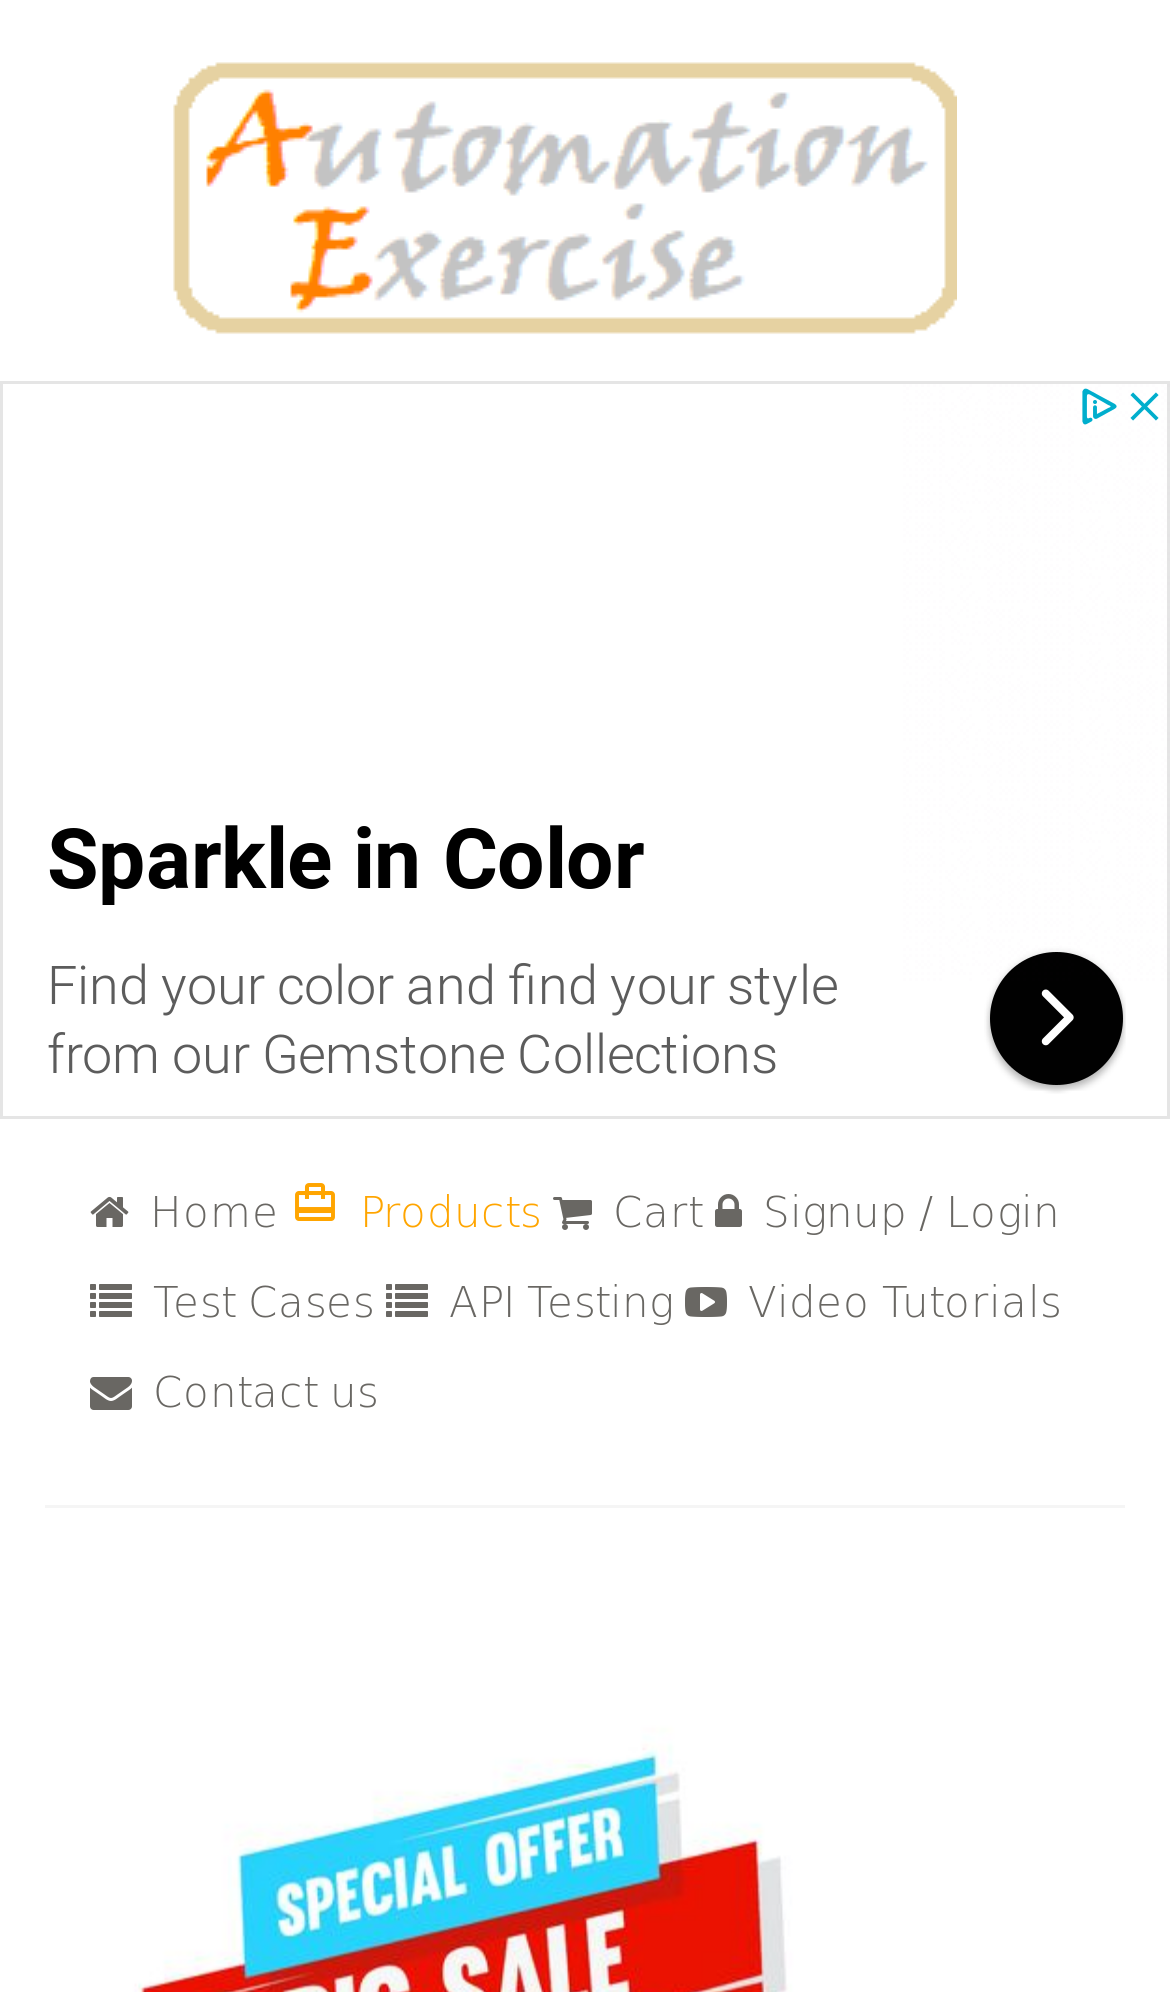 Automation
Exercise
Sparkle in Color
Find your color and find your style
from our Gemstone Collections
Home Products Cart Signup / Login
Test Cases API Testing Video Tutorials
Contact us
SPECIAL OFFER
BIG SALE